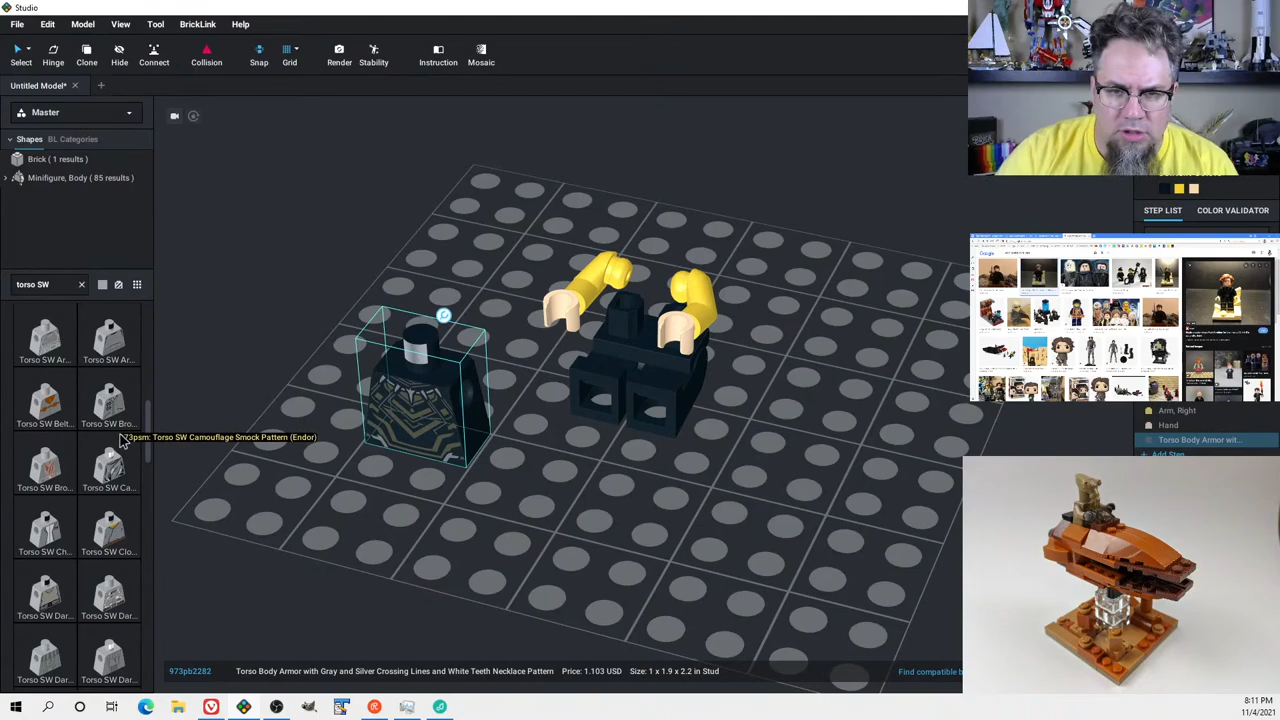 Studio
File Edit Model View Tool BrickLink Help
Select Hinge Clone Hide Connect Collision Snap Grid Render Stability Instruction Mosaic
Untitled Model*
Master
Shapes BL Categories
Brick ( 1 results )
Minifigure, Body ( 85 results )
STEP LIST COLOR VALIDATOR
torso SW
Torso SW A... Torso SW Ar...
Torso SW Belt... Torso SW Bro...
3psm: Torso SW Camouflage Smock Pattern (Endor)
Torso SW Bro... Torso SW Ca...
Torso SW Ch... Torso SW Clo...
Torso SW Dar... Torso SW Dar...
Torso SW Dar... Torso SW Dar...
Arm, Right
Hand
Torso Body Armor wit...
Add Step
973pb2282 Torso Body Armor with Gray and Silver Crossing Lines and White Teeth Necklace Pattern Price: 1.103 USD Size: 1 x 1.9 x 2.2 in Stud Find compatible b
8:11 PM
11/4/2021